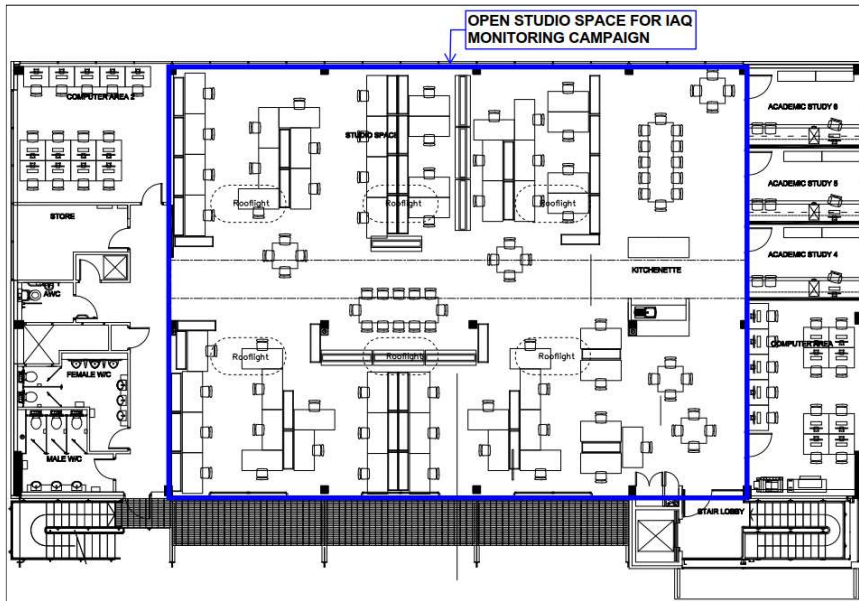 OPEN STUDIO SPACE FOR IAQ
MONITORING CAMPAIGN
COMPUTER AREA 2
STUDIO SPACE
ACADEMIC STUDY 6
ACADEMIC STUDY 5
STORE
Rooflight
Rooflight
Rooflight
ACADEMIC STUDY 4
KITCHENETTE
AWC
COMPUTER AREA
Rooflight
Rooflight
Rooflight
FEMALE W/C
MALE W/C
STAIR LOBBY